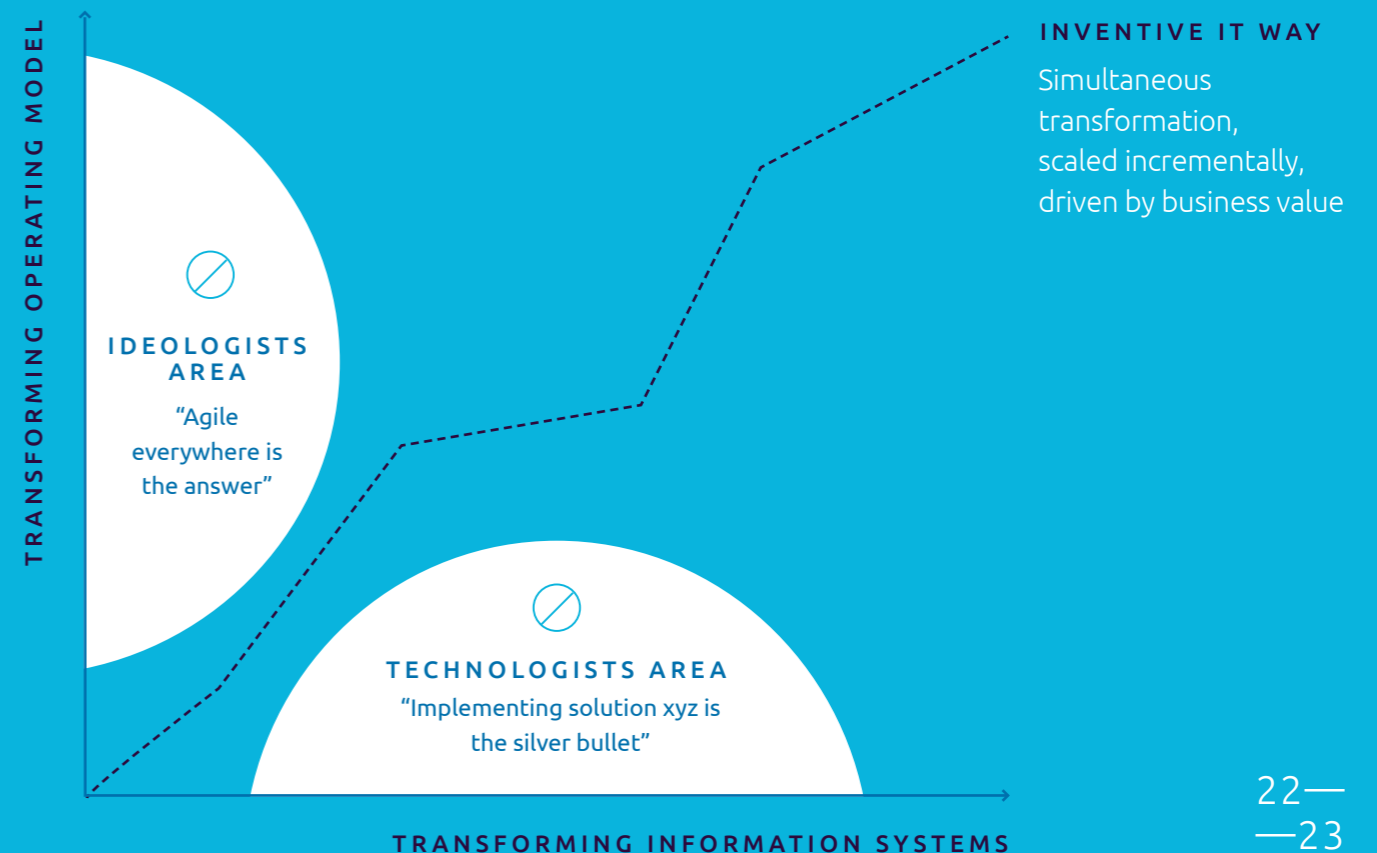 TRANSFORMING OPERATING MODEL
INVENTIVE IT WAY
Simultaneous
transformation,
scaled incrementally,
driven by business value
IDEOLOGISTS
AREA
“Agile
everywhere is
the answer”
TECHNOLOGISTS AREA
“Implementing solution xyz is
the silver bullet”
TRANSFORMING INFORMATION SYSTEMS
22—
—23